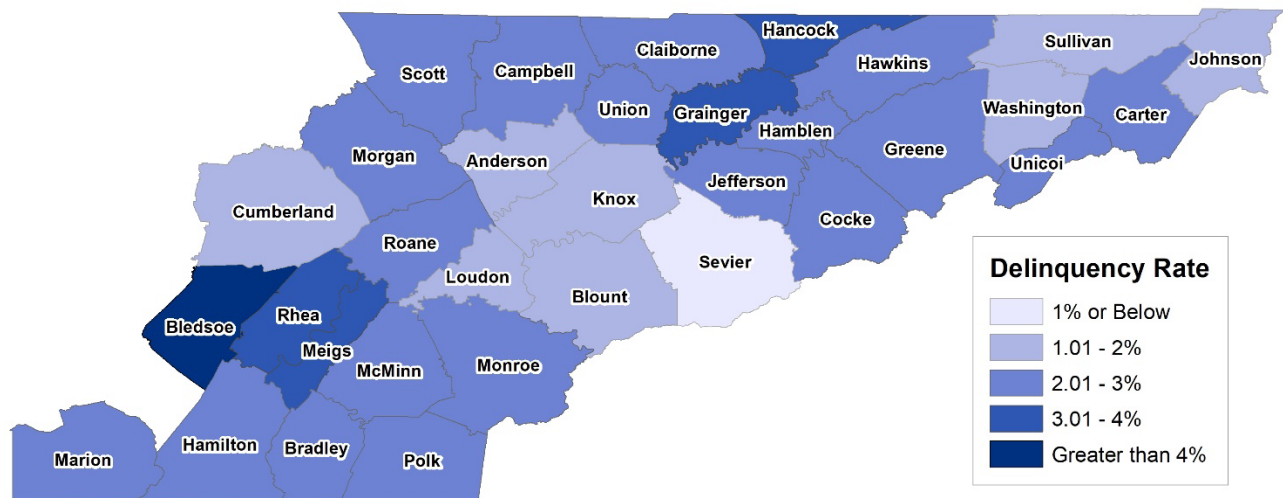 Hancock
Claiborne
Sullivan
Johnson
Scott
Campbell
Hawkins
Union
Grainger
Washington
Carter
Hamblen
Morgan
Anderson
Greene
Unicoi
Jefferson
Knox
Cumberland
Cocke
Roane
Sevier
Loudon
Blount
Bledsoe
Rhea
Meigs
McMinn
Monroe
Marion
Hamilton
Bradley
Polk
Delinquency Rate
1% or Below
1.01 - 2%
2.01 - 3%
3.01 - 4%
Greater than 4%